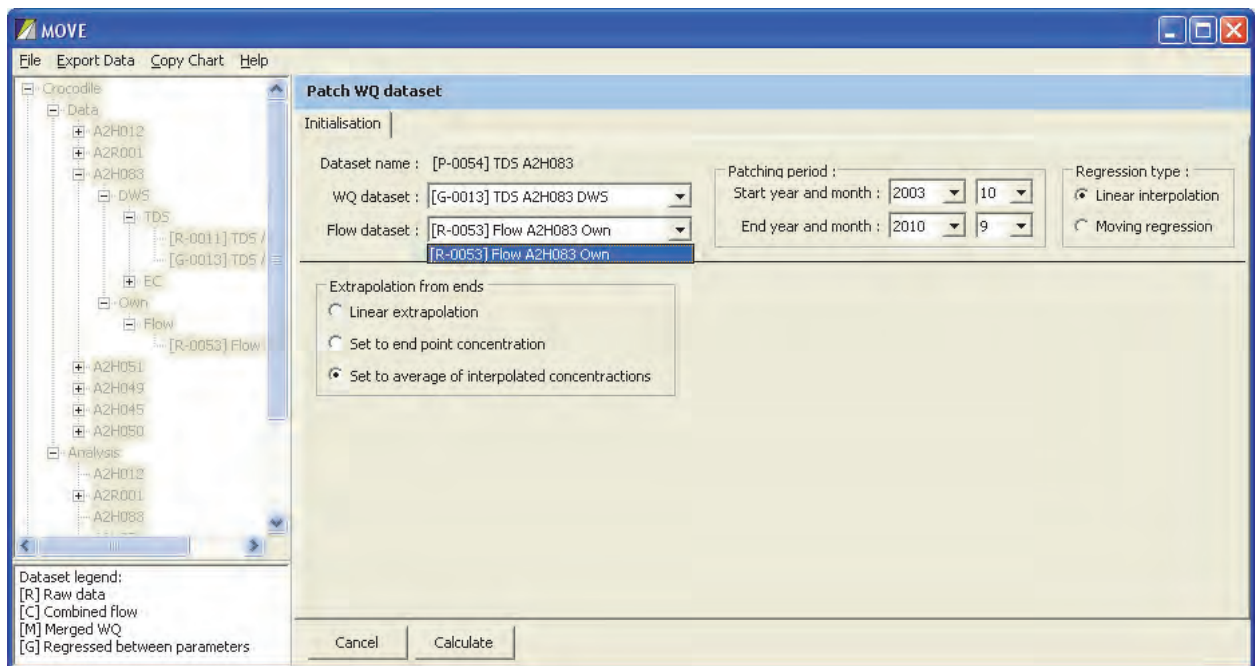 MOVE
File Export Data Copy Chart Help
Crocodile
Data
A2H012
A2R001
A2H083
DWS
TDS
[R-0011] TDS
[G-0013] TDS
EC
Own
Flow
[R-0053] Flow
A2H051
A2H049
A2H045
A2H050
Analysis
A2H012
A2R001
A2H083
Dataset legend:
[R] Raw data
[C] Combined flow
[M] Merged WQ
[G] Regressed between parameters
Patch WQ dataset
Initialisation
Dataset name : [P-0054] TDS A2H083
WQ dataset : [G-0013] TDS A2H083 DWS
Flow dataset : [R-0053] Flow A2H083 Own
[R-0053] Flow A2H083 Own
Patching period :
Start year and month : 2003 10
End year and month : 2010 9
Regression type :
Linear interpolation
Moving regression
Extrapolation from ends
Linear extrapolation
Set to end point concentration
Set to average of interpolated concentractions
Cancel Calculate